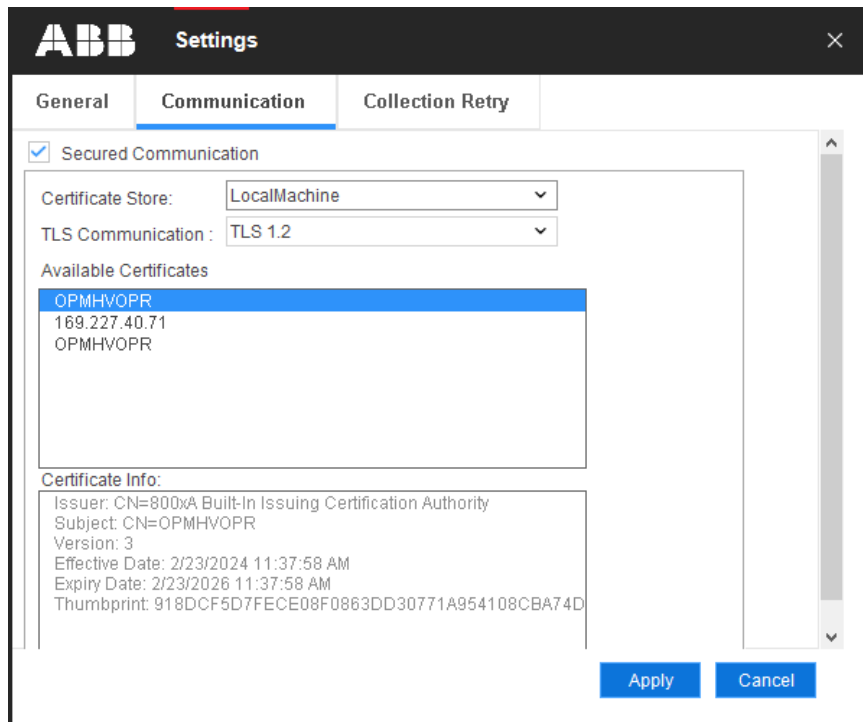 ABB Settings
General Communication Collection Retry
Secured Communication
Certificate Store: LocalMachine
TLS Communication : TLS 1.2
Available Certificates
OPMHVOPR
169.227.40.71
OPMHVOPR
Certificate Info:
Issuer: CN=800xA Built-In Issuing Certification Authority
Subject: CN=OPMHVOPR
Version: 3
Effective Date: 2/23/2024 11:37:58 AM
Expiry Date: 2/23/2026 11:37:58 AM
Thumbprint: 918DCF5D7FECE08F0863DD30771A954108CBA74D
Apply Cancel